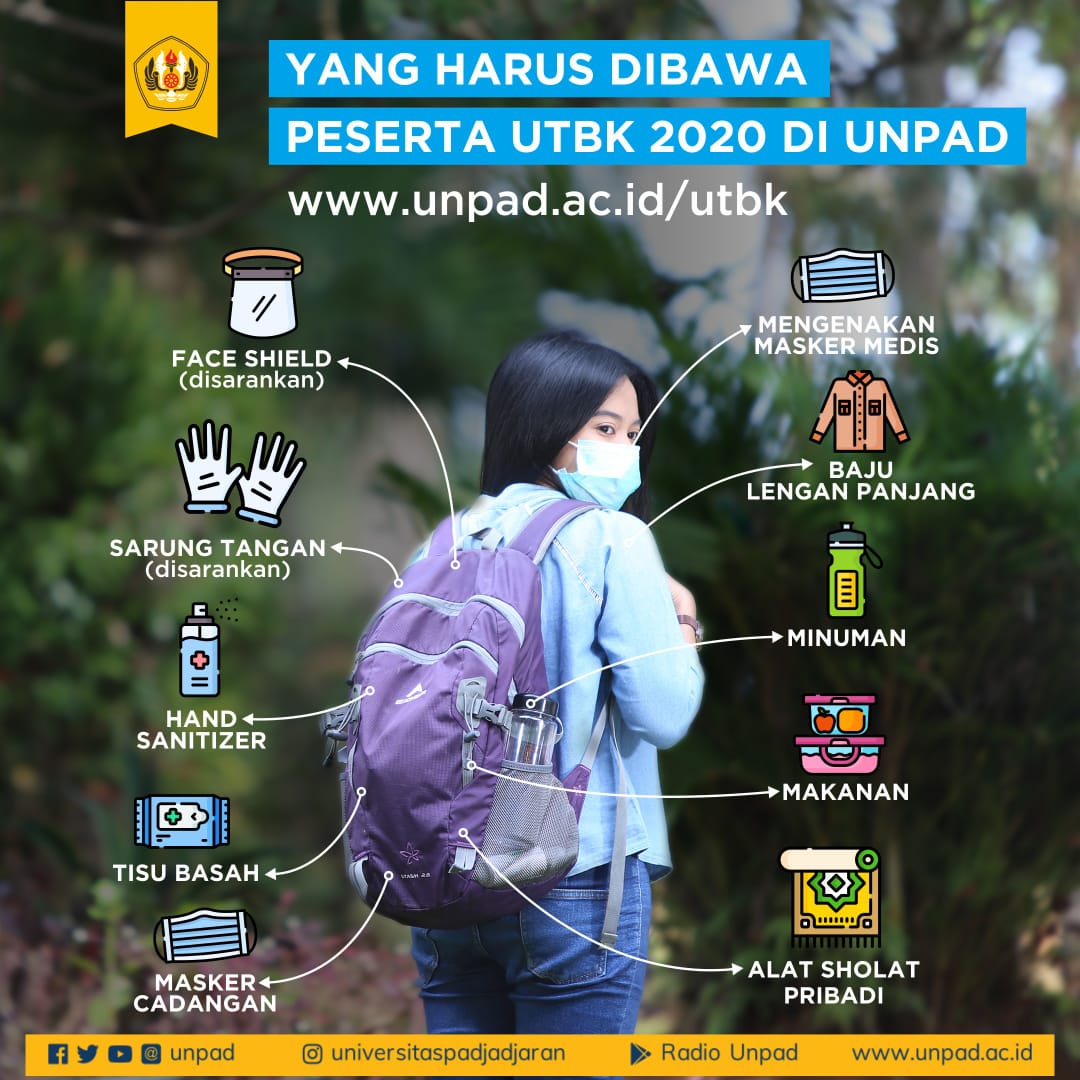 YANG HARUS DIBAWA
PESERTA UTBK 2020 DI UNPAD
www.unpad.ac.id/utbk
FACE SHIELD
(disarankan)
SARUNG TANGAN
(disarankan)
HAND
SANITIZER
TISU BASAH
MASKER
CADANGAN
MENGENAKAN
MASKER MEDIS
BAJU
LENGAN PANJANG
MINUMAN
MAKANAN
ALAT SHOLAT
PRIBADI
unpad
universitaspadjadjaran
Radio Unpad
www.unpad.ac.id